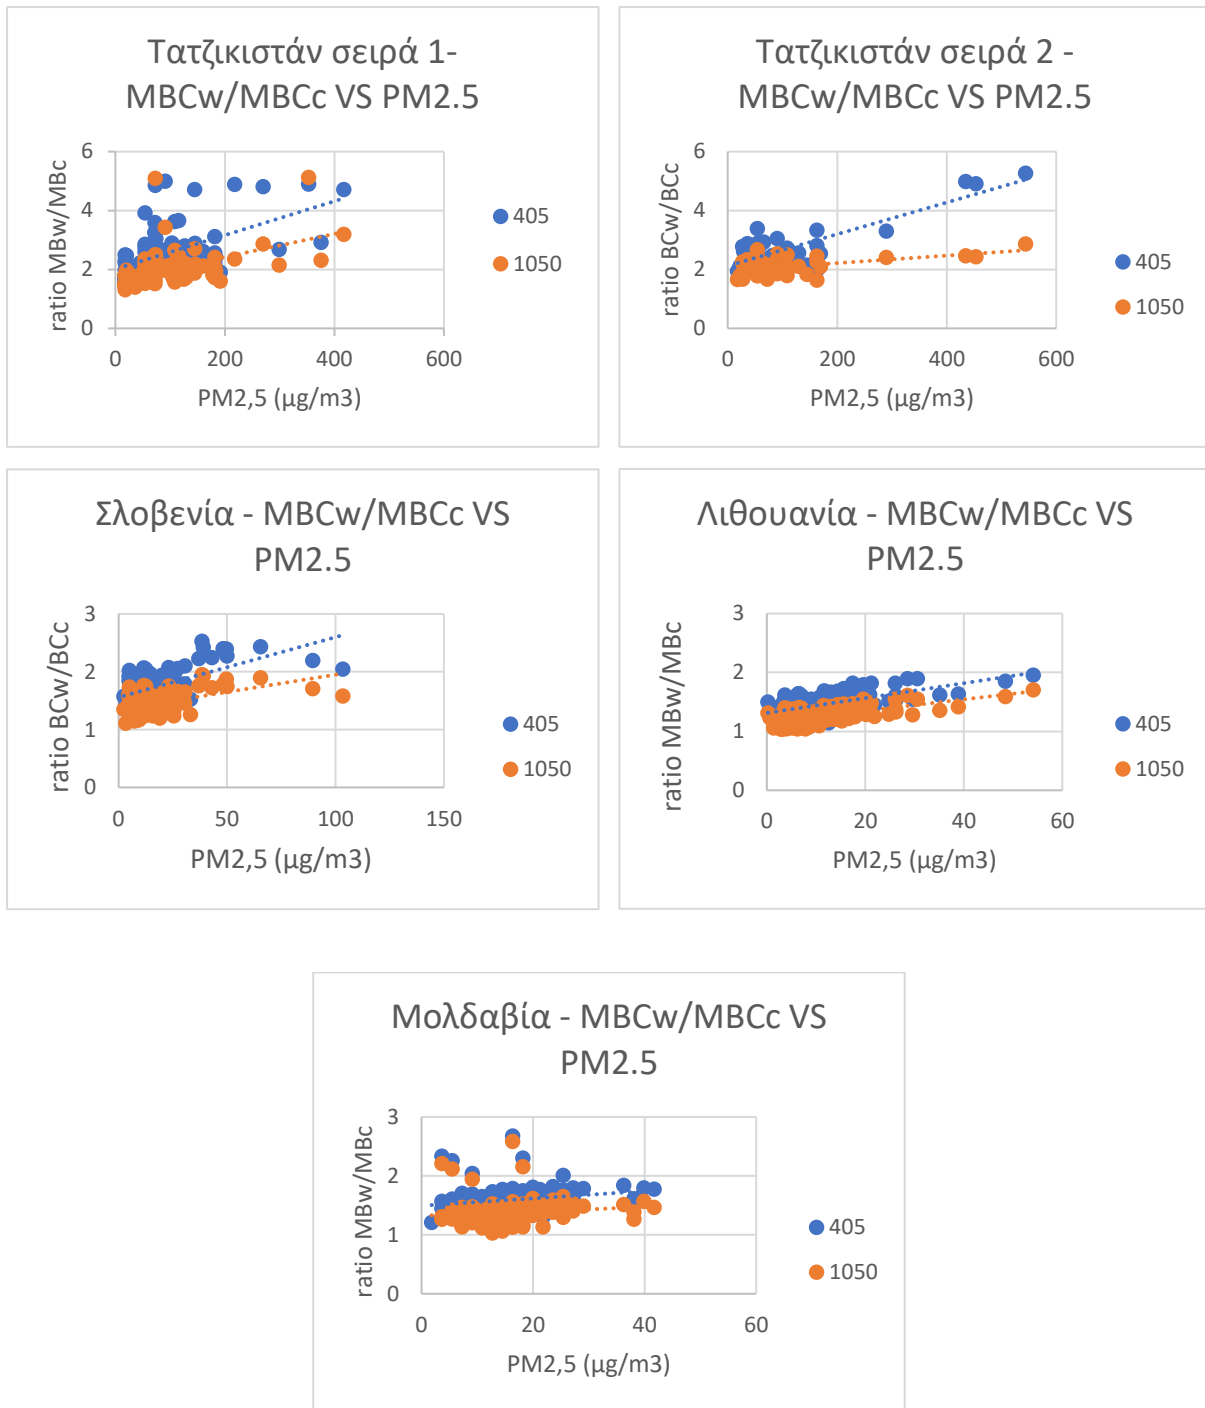 Τατζικιστάν σειρά 1-
MBCw/MBCc VS PM2.5
ratio MBw/MBc
6
4
2
0
0 200 400 600
PM2,5 (μg/m3)
405
1050
Τατζικιστάν σειρά 2 -
MBCw/MBCc VS PM2.5
ratio BCw/BCc
6
4
2
0
0 200 400 600
PM2,5 (μg/m3)
405
1050
Σλοβενία - MBCw/MBCc VS
PM2.5
ratio BCw/BCc
3
2
1
0
0 50 100 150
PM2,5 (μg/m3)
405
1050
Λιθουανία - MBCw/MBCc VS
PM2.5
ratio MBw/MBc
3
2
1
0
0 20 40 60
PM2,5 (μg/m3)
405
1050
Μολδαβία - MBCw/MBCc VS
PM2.5
ratio MBw/MBc
3
2
1
0
0 20 40 60
PM2,5 (μg/m3)
405
1050